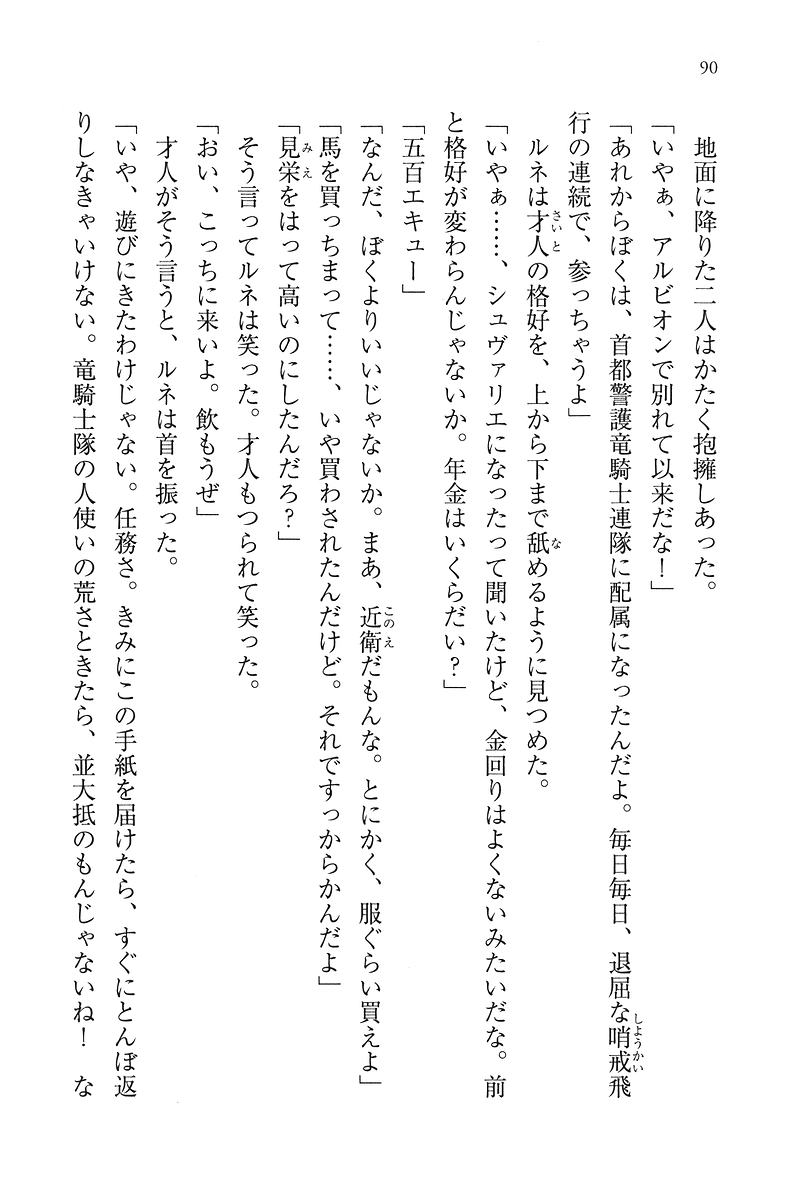 90
地面に降りた二人はかたく抱擁しあった。
「いやぁ、アルビオンで別れて以来だな！」
「あれからぼくは、首都警護竜騎士連隊に配属になったんだよ。毎日毎日、退屈な哨戒飛
行の連続で、参っちゃうよ」
ルネは才人の格好を、上から下まで舐めるように見つめた。
「いやぁ……、シュヴァリエになったって聞いたけど、金回りはよくないみたいだな。前
と格好が変わらんじゃないか。年金はいくらだい？」
「五百エキュー」
「なんだ、ぼくよりいいじゃないか。まあ、近衛だもんな。とにかく、服ぐらい買えよ」
「馬を買っちまって……、いや買わされたんだけど。それですっからかんだよ」
「見栄をはって高いのにしたんだろ？」
そう言ってルネは笑った。才人もつられて笑った。
「おい、こっちに来いよ。飲もうぜ」
才人がそう言うと、ルネは首を振った。
「いや、遊びにきたわけじゃない。任務さ。きみにこの手紙を届けたら、すぐにとんぼ返
りしなきゃいけない。竜騎士隊の人使いの荒さときたら、並大抵のもんじゃないね！　な